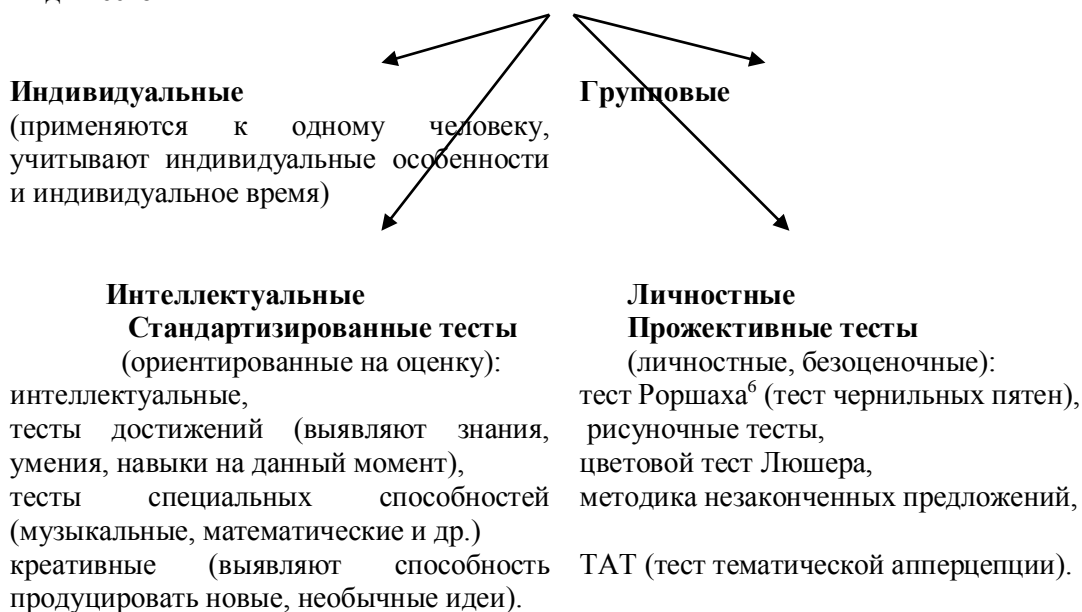 Индивидуальные
(применяются к одному человеку,
учитывают индивидуальные особенности
и индивидуальное время)
Групповые
Интеллектуальные
Стандартизированные тесты
(ориентированные на оценку):
интеллектуальные,
тесты достижений (выявляют знания,
умения, навыки на данный момент),
тесты специальных способностей
(музыкальные, математические и др.)
креативные (выявляют способность
продуцировать новые, необычные идеи).
Личностные
Прожективные тесты
(личностные, безоценочные):
тест Роршаха⁶ (тест чернильных пятен),
рисуночные тесты,
цветовой тест Люшера,
методика незаконченных предложений,
ТАТ (тест тематической апперцепции).